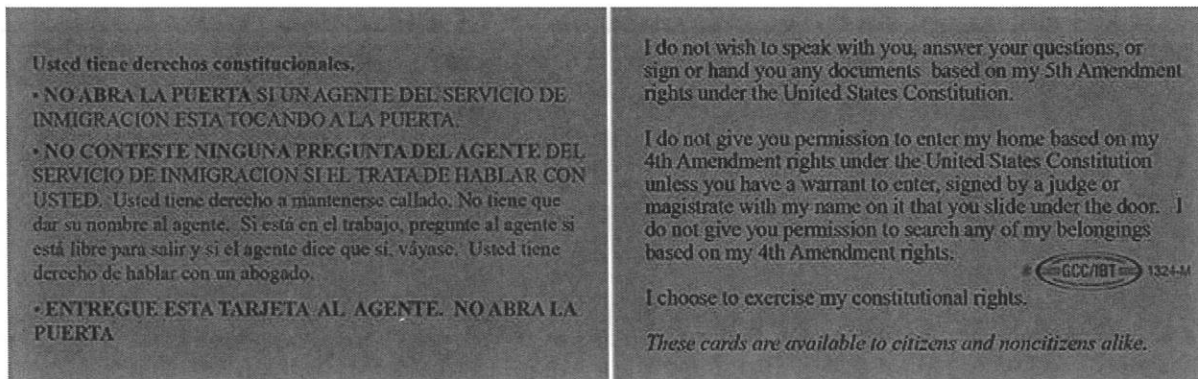 Usted tiene derechos constitucionales.
• NO ABRA LA PUERTA SI UN AGENTE DEL SERVICIO DE
INMIGRACION ESTA TOCANDO A LA PUERTA.
• NO CONTESTE NINGUNA PREGUNTA DEL AGENTE DEL
SERVICIO DE INMIGRACION SI EL TRATA DE HABLAR CON
USTED. Usted tiene derecho a mantenerse callado. No tiene que
dar su nombre al agente. Si está en el trabajo, pregunte al agente si
está libre para salir y si el agente dice que sí, váyase. Usted tiene
derecho de hablar con un abogado.
• ENTREGUE ESTA TARJETA AL AGENTE. NO ABRA LA
PUERTA
I do not wish to speak with you, answer your questions, or
sign or hand you any documents based on my 5th Amendment
rights under the United States Constitution.
I do not give you permission to enter my home based on my
4th Amendment rights under the United States Constitution
unless you have a warrant to enter, signed by a judge or
magistrate with my name on it that you slide under the door. I
do not give you permission to search any of my belongings
based on my 4th Amendment rights.
GCC/IBT 1324-M
I choose to exercise my constitutional rights.
These cards are available to citizens and noncitizens alike.